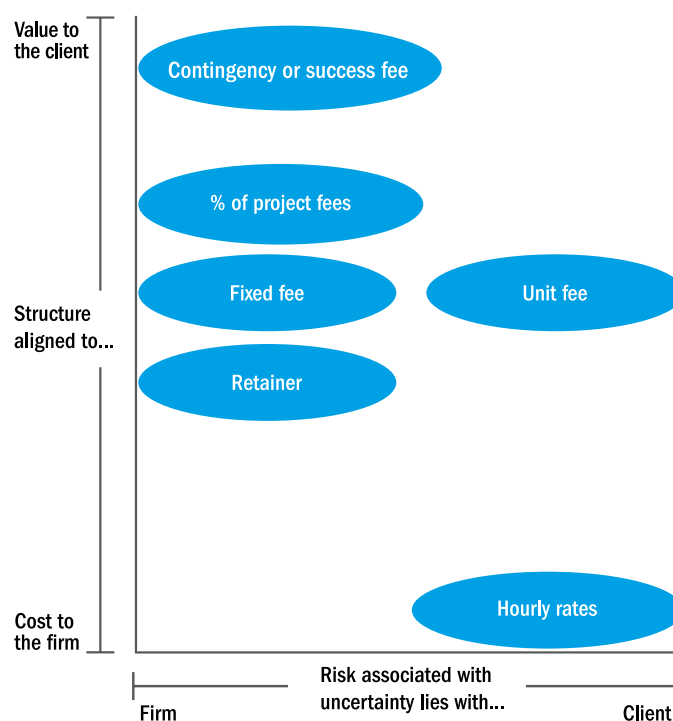 Value to
the client
Contingency or success fee
% of project fees
Fixed fee
Unit fee
Structure
aligned to...
Retainer
Hourly rates
Cost to
the firm
Risk associated with
uncertainty lies with...
Firm
Client